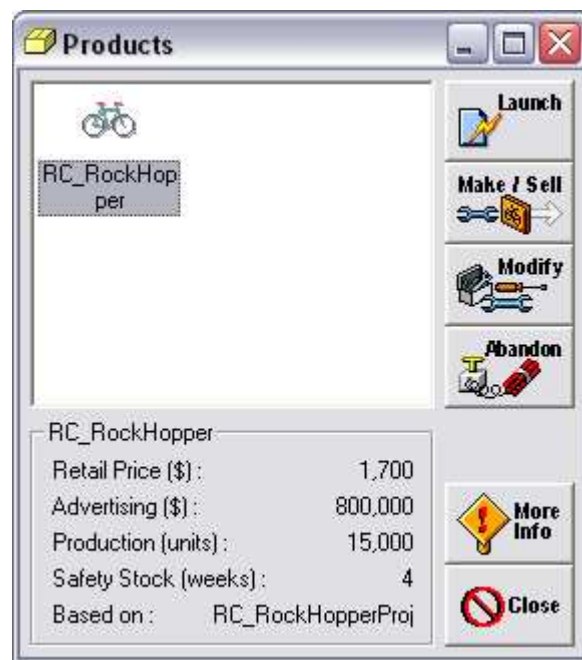 Products
Launch
RC_RockHop
per
Make / Sell
Modify
Abandon
RC_RockHopper
Retail Price ($) : 1,700
Advertising ($) : 800,000
Production (units) : 15,000
Safety Stock (weeks) : 4
Based on : RC_RockHopperProj
More
Info
Close